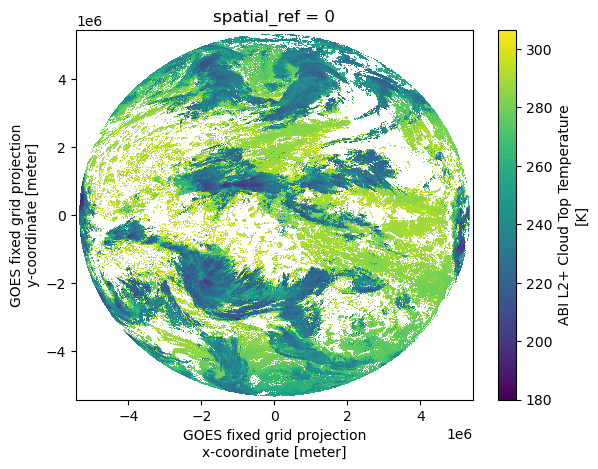 spatial_ref = 0
1e6
4
2
0
−2
−4
GOES fixed grid projection
y-coordinate [meter]
−4
−2
0
2
4
1e6
GOES fixed grid projection
x-coordinate [meter]
300
280
260
240
220
200
180
ABI L2+ Cloud Top Temperature
[K]